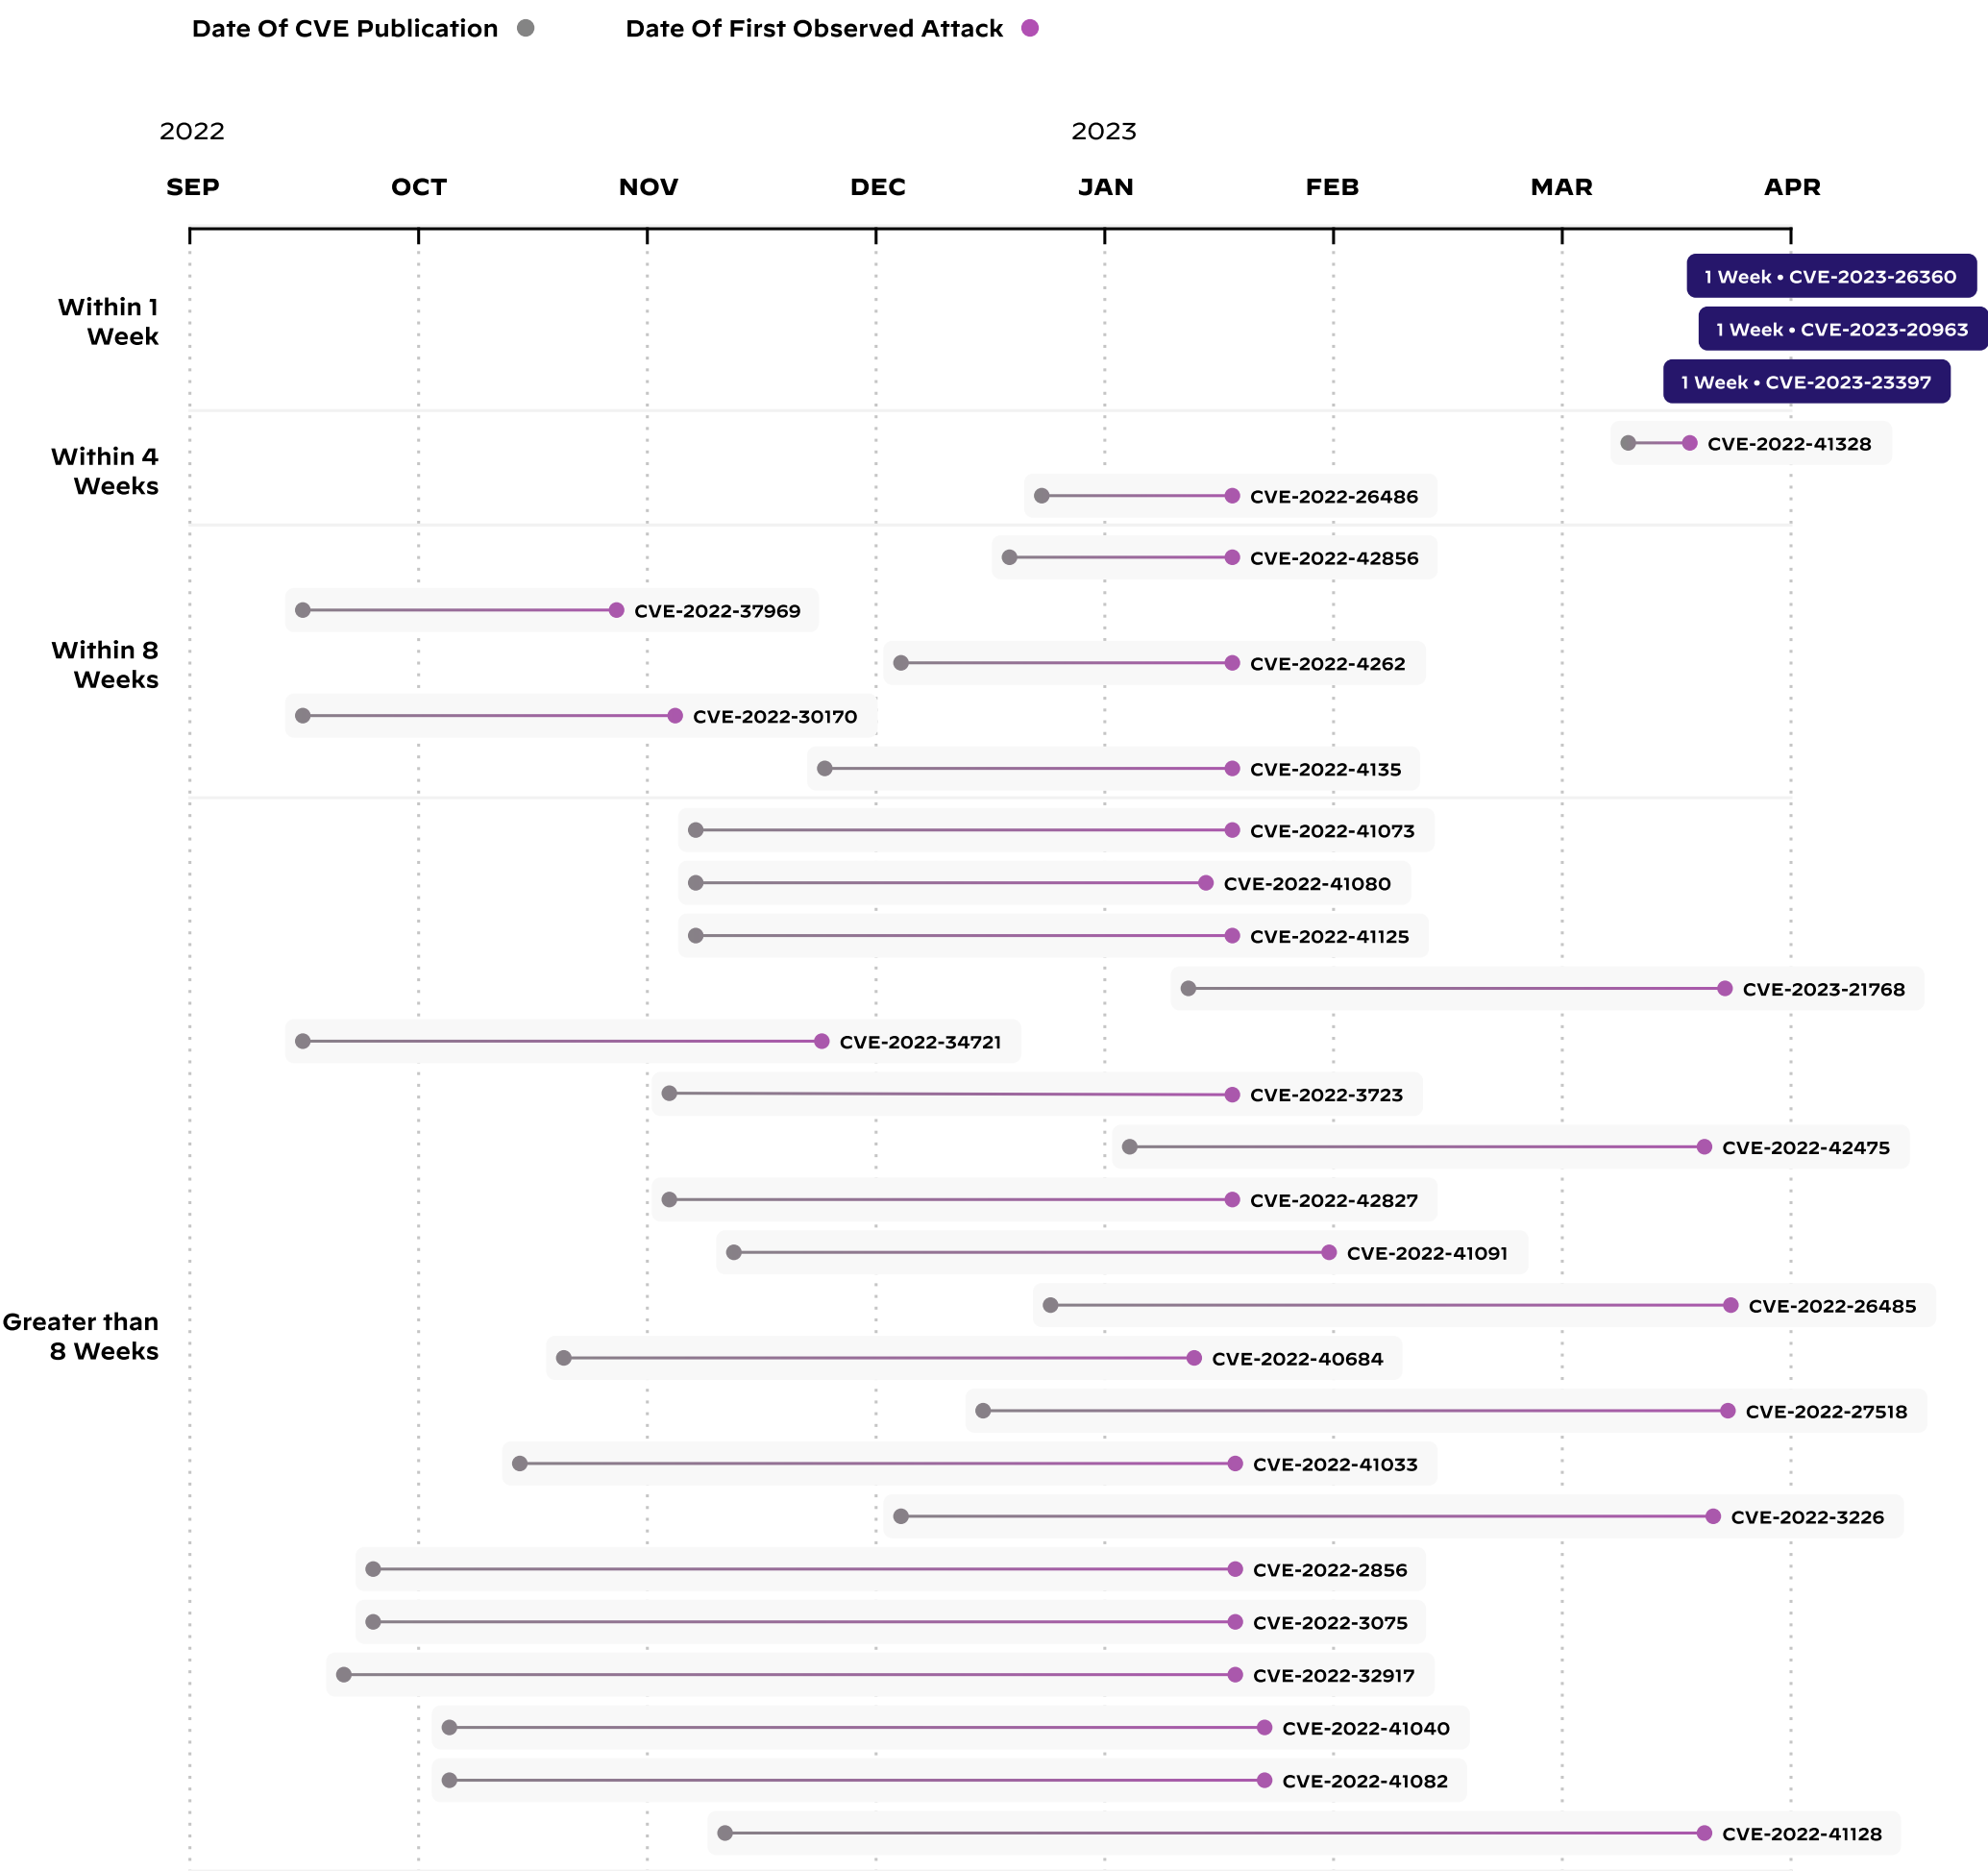 Date Of CVE Publication
Date Of First Observed Attack
2022
2023
SEP
OCT
NOV
DEC
JAN
FEB
MAR
APR
Within 1
Week
1 Week • CVE-2023-26360
1 Week • CVE-2023-20963
1 Week • CVE-2023-23397
Within 4
Weeks
CVE-2022-41328
CVE-2022-26486
Within 8
Weeks
CVE-2022-42856
CVE-2022-37969
CVE-2022-4262
CVE-2022-30170
CVE-2022-4135
Greater than
8 Weeks
CVE-2022-41073
CVE-2022-41080
CVE-2022-41125
CVE-2023-21768
CVE-2022-34721
CVE-2022-3723
CVE-2022-42475
CVE-2022-42827
CVE-2022-41091
CVE-2022-26485
CVE-2022-40684
CVE-2022-27518
CVE-2022-41033
CVE-2022-3226
CVE-2022-2856
CVE-2022-3075
CVE-2022-32917
CVE-2022-41040
CVE-2022-41082
CVE-2022-41128